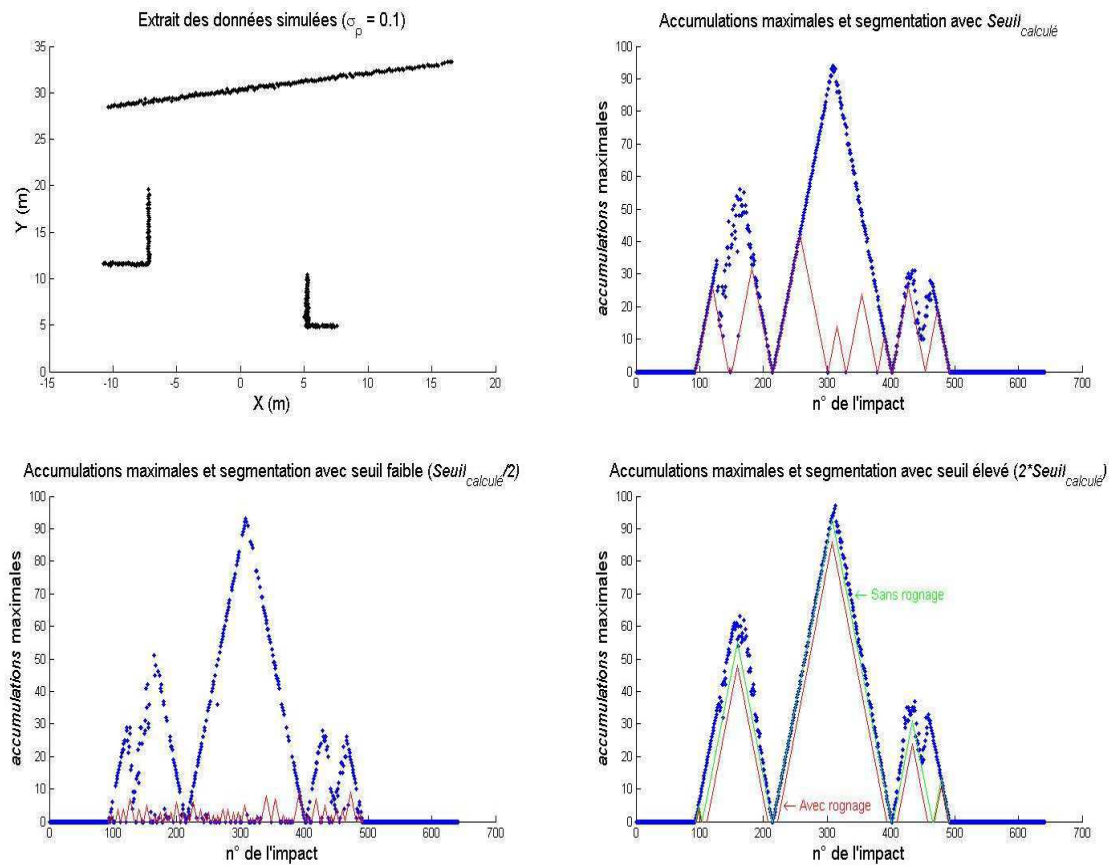 Extrait des données simulées (σρ = 0.1)
35
30
25
20
15
10
5
0
Y (m)
-15 -10 -5 0 5 10 15 20
X (m)
Accumulations maximales et segmentation avec Seuil calculé
100
90
80
70
60
50
40
30
20
10
0
accumulations maximales
0 100 200 300 400 500 600 700
n° de l'impact
Accumulations maximales et segmentation avec seuil faible (Seuil calculé/2)
100
90
80
70
60
50
40
30
20
10
0
accumulations maximales
0 100 200 300 400 500 600 700
n° de l'impact
Accumulations maximales et segmentation avec seuil élevé (2*Seuil calculé)
100
90
80
70
60
50
40
30
20
10
0
accumulations maximales
← Sans rognage
← Avec rognage
0 100 200 300 400 500 600 700
n° de l'impact